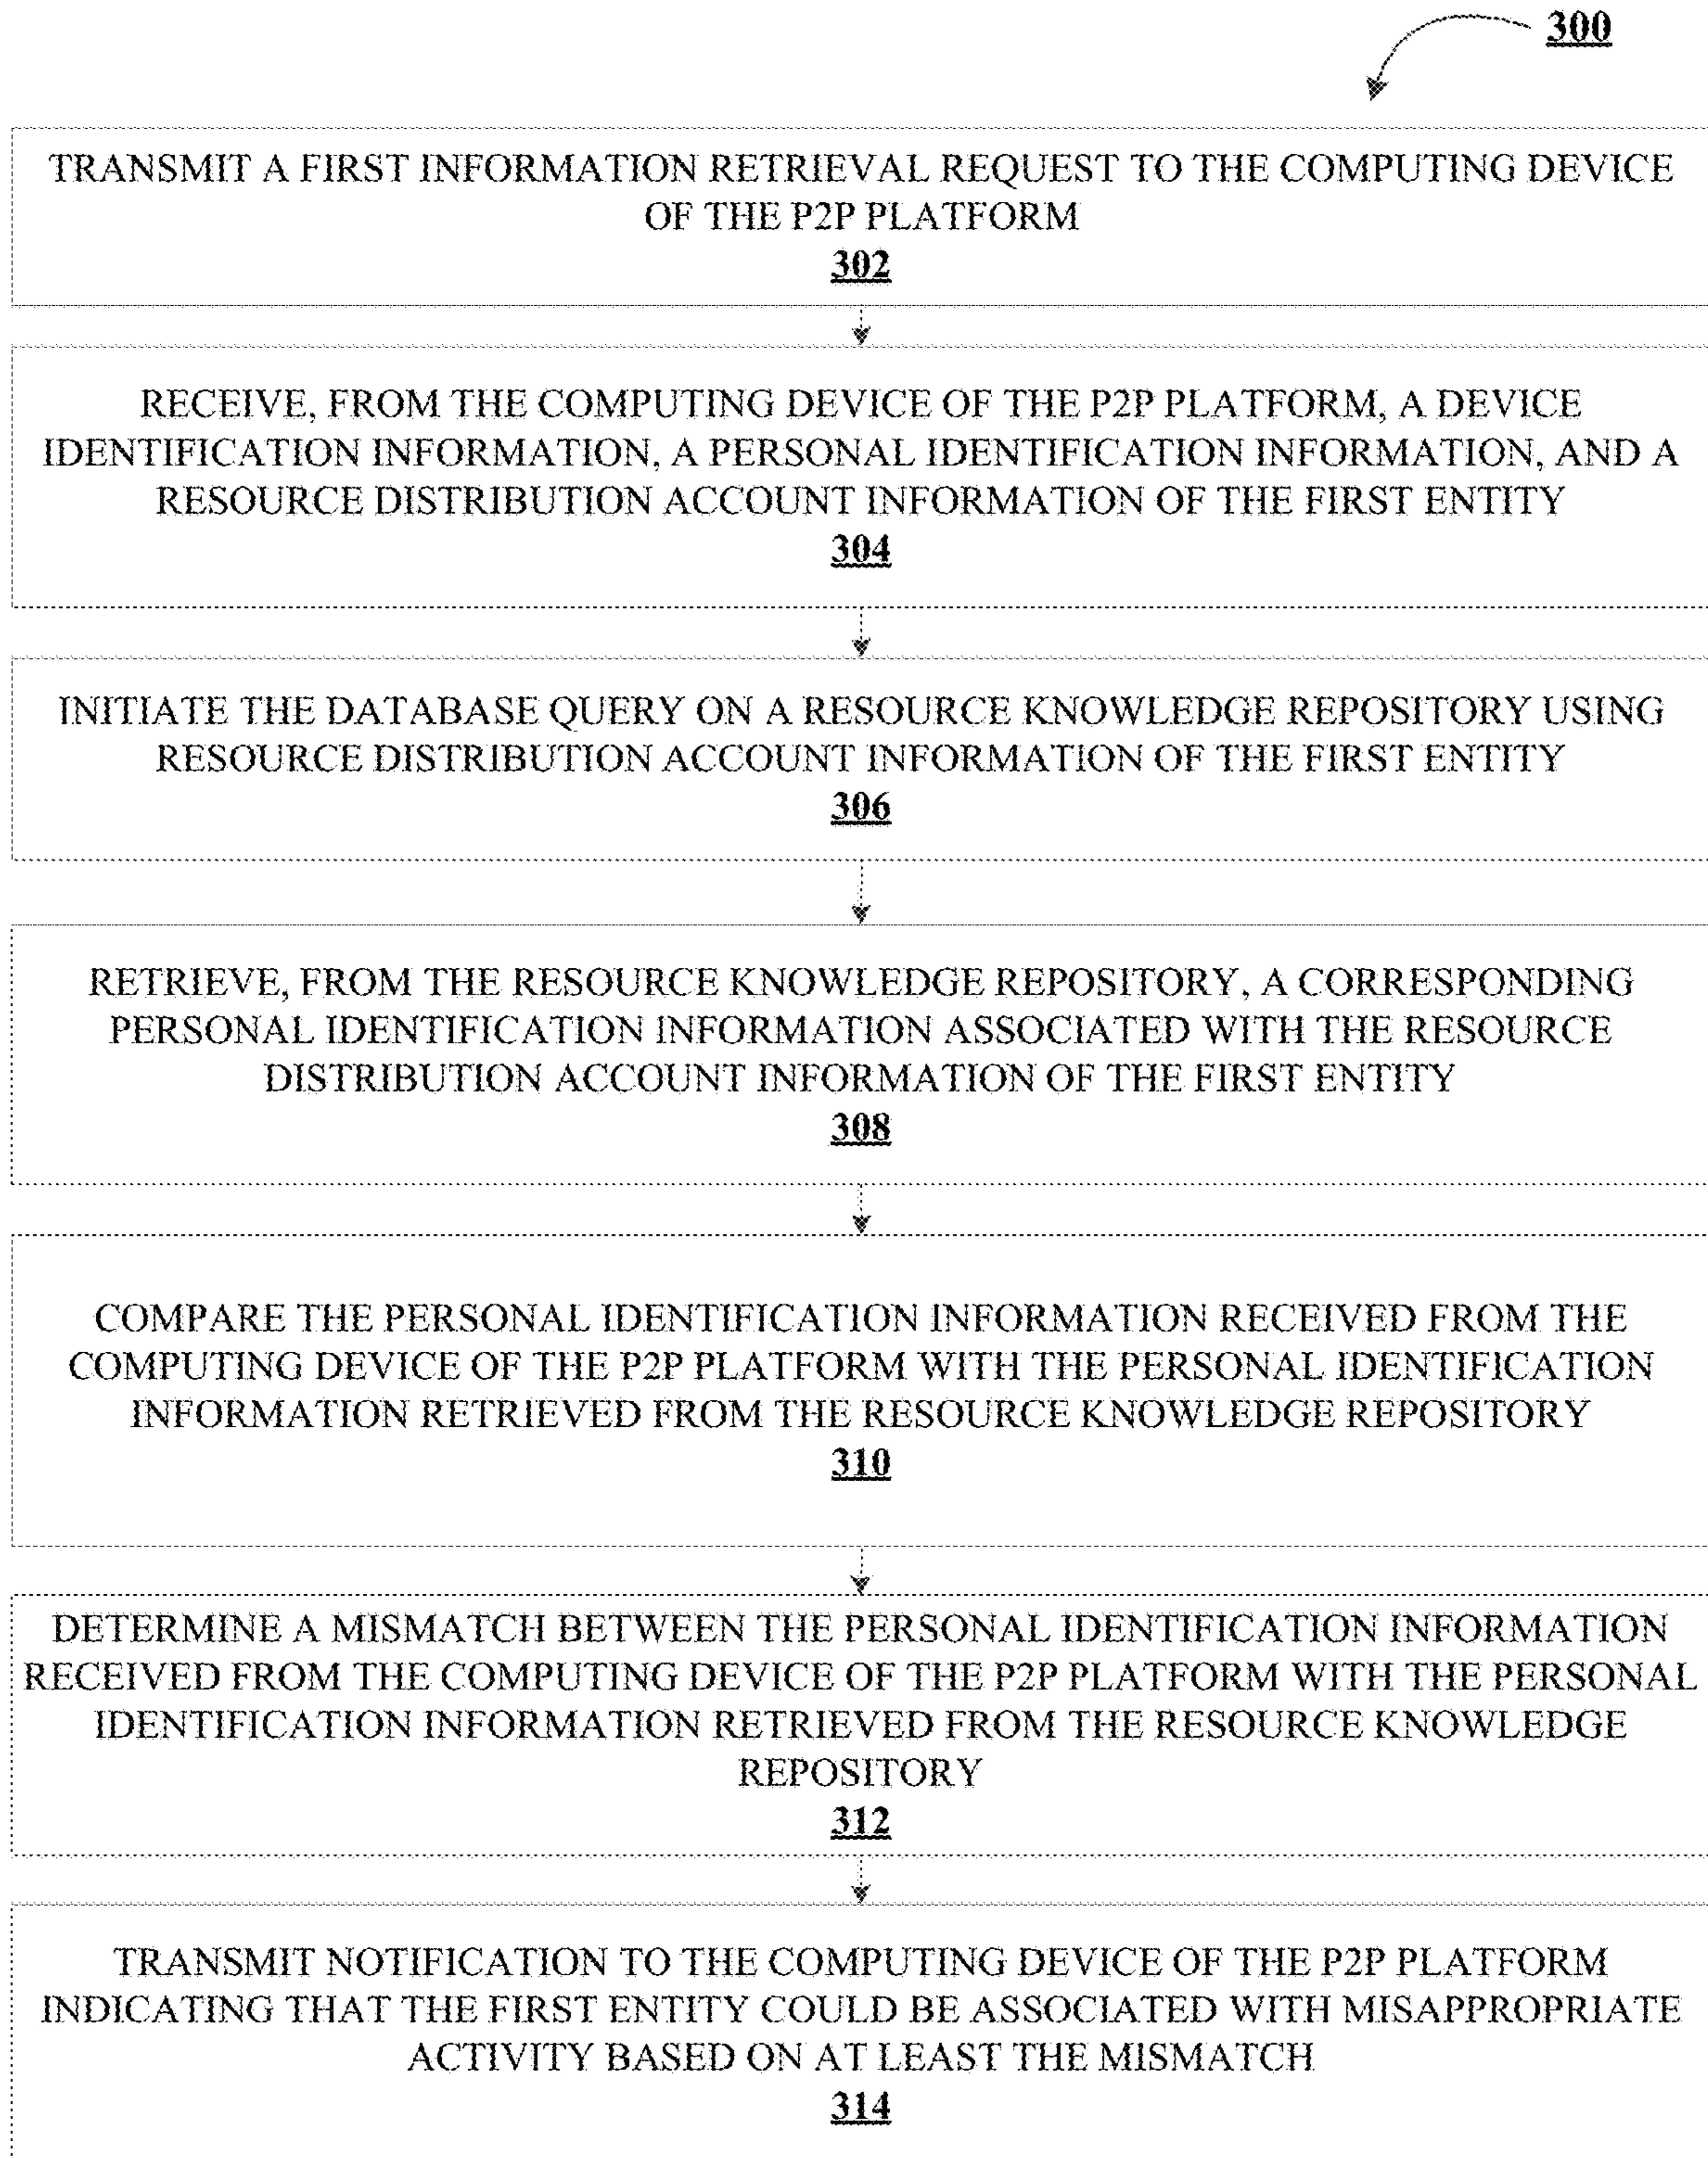 300
TRANSMIT A FIRST INFORMATION RETRIEVAL REQUEST TO THE COMPUTING DEVICE
OF THE P2P PLATFORM
302
RECEIVE, FROM THE COMPUTING DEVICE OF THE P2P PLATFORM, A DEVICE
IDENTIFICATION INFORMATION, A PERSONAL IDENTIFICATION INFORMATION, AND A
RESOURCE DISTRIBUTION ACCOUNT INFORMATION OF THE FIRST ENTITY
304
INITIATE THE DATABASE QUERY ON A RESOURCE KNOWLEDGE REPOSITORY USING
RESOURCE DISTRIBUTION ACCOUNT INFORMATION OF THE FIRST ENTITY
306
RETRIEVE, FROM THE RESOURCE KNOWLEDGE REPOSITORY, A CORRESPONDING
PERSONAL IDENTIFICATION INFORMATION ASSOCIATED WITH THE RESOURCE
DISTRIBUTION ACCOUNT INFORMATION OF THE FIRST ENTITY
308
COMPARE THE PERSONAL IDENTIFICATION INFORMATION RECEIVED FROM THE
COMPUTING DEVICE OF THE P2P PLATFORM WITH THE PERSONAL IDENTIFICATION
INFORMATION RETRIEVED FROM THE RESOURCE KNOWLEDGE REPOSITORY
310
DETERMINE A MISMATCH BETWEEN THE PERSONAL IDENTIFICATION INFORMATION
RECEIVED FROM THE COMPUTING DEVICE OF THE P2P PLATFORM WITH THE PERSONAL
IDENTIFICATION INFORMATION RETRIEVED FROM THE RESOURCE KNOWLEDGE
REPOSITORY
312
TRANSMIT NOTIFICATION TO THE COMPUTING DEVICE OF THE P2P PLATFORM
INDICATING THAT THE FIRST ENTITY COULD BE ASSOCIATED WITH MISAPPROPRIATE
ACTIVITY BASED ON AT LEAST THE MISMATCH
314